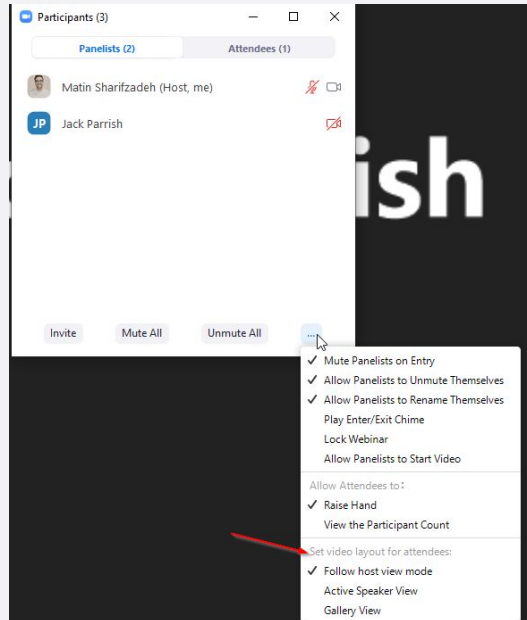 Participants (3)
Panelists (2) Attendees (1)
Matin Sharifzadeh (Host, me)
JP Jack Parrish
ish
Invite Mute All Unmute All ...
✓ Mute Panelists on Entry
✓ Allow Panelists to Unmute Themselves
✓ Allow Panelists to Rename Themselves
Play Enter/Exit Chime
Lock Webinar
Allow Panelists to Start Video
Allow Attendees to:
✓ Raise Hand
View the Participant Count
Set video layout for attendees:
✓ Follow host view mode
Active Speaker View
Gallery View